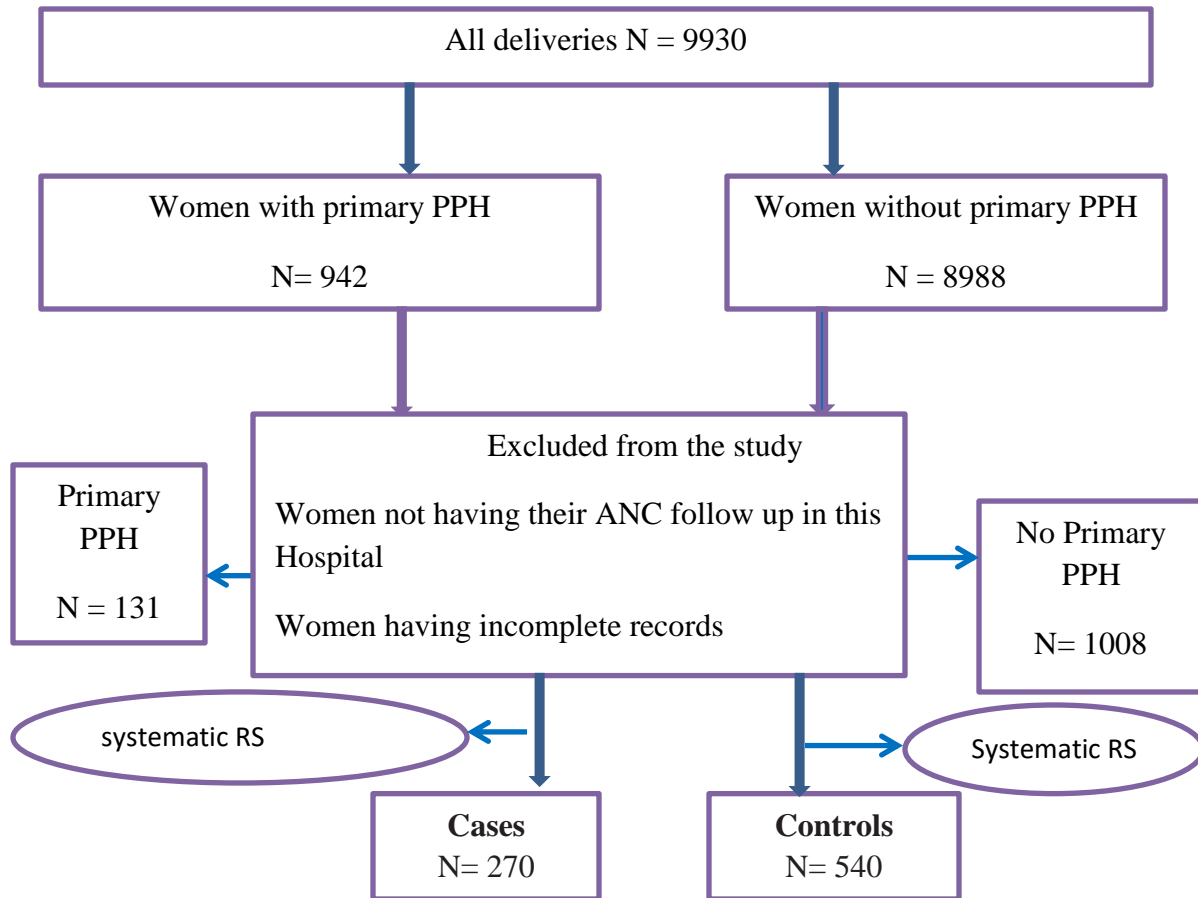 All deliveries N = 9930
Women with primary PPH
N= 942
Women without primary PPH
N = 8988
Excluded from the study
Women not having their ANC follow up in this
Hospital
Women having incomplete records
Primary
PPH
N = 131
No Primary
PPH
N= 1008
systematic RS
Systematic RS
Cases
N= 270
Controls
N= 540